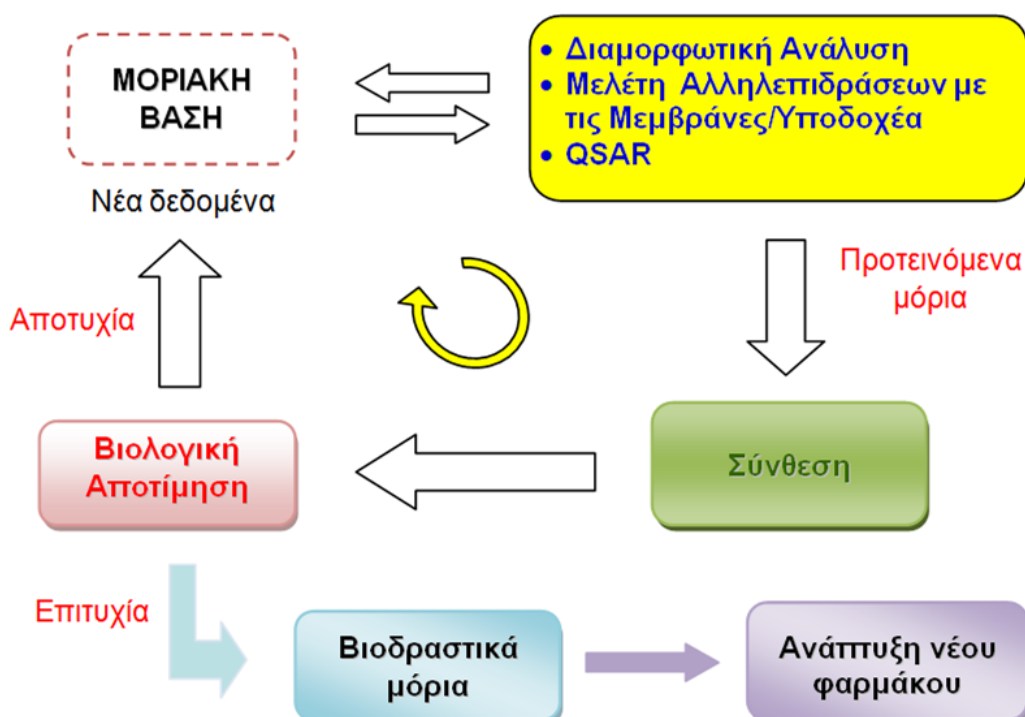 ΜΟΡΙΑΚΗ
ΒΑΣΗ
• Διαμορφωτική Ανάλυση
• Μελέτη Αλληλεπιδράσεων με
τις Μεμβράνες/Υποδοχέα
• QSAR
Νέα δεδομένα
Προτεινόμενα
μόρια
Αποτυχία
Βιολογική
Αποτίμηση
Σύνθεση
Επιτυχία
Βιοδραστικά
μόρια
Ανάπτυξη νέου
φαρμάκου